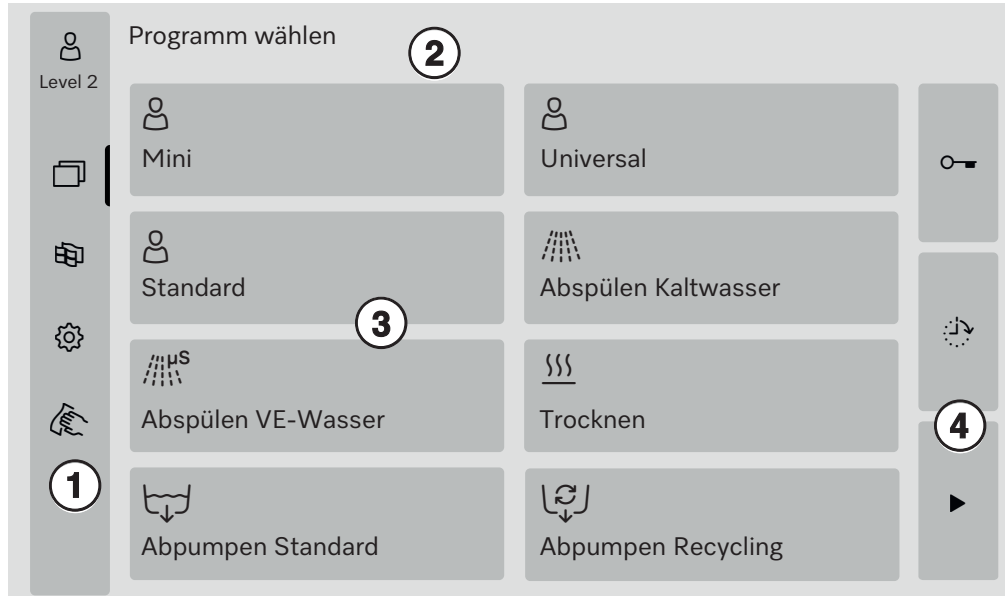 Programm wählen
2
Level 2
Mini
Universal
Standard
Abspülen Kaltwasser
3
µS
Abspülen VE-Wasser
Trocknen
4
1
Abpumpen Standard
Abpumpen Recycling